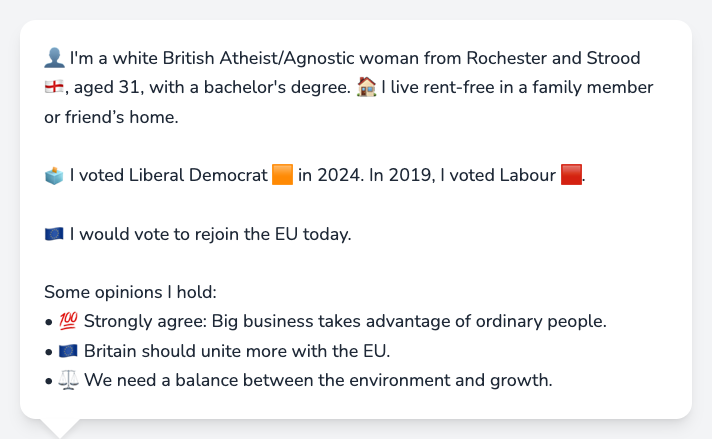 👤 I'm a white British Atheist/Agnostic woman from Rochester and Strood
🏴󠁧󠁢󠁥󠁮󠁧󠁿, aged 31, with a bachelor's degree. 🏠 I live rent-free in a family member
or friend’s home.
🗳️ I voted Liberal Democrat 🟧 in 2024. In 2019, I voted Labour 🟥.
🇪🇺 I would vote to rejoin the EU today.
Some opinions I hold:
• 💯 Strongly agree: Big business takes advantage of ordinary people.
• 🇪🇺 Britain should unite more with the EU.
• ⚖️ We need a balance between the environment and growth.